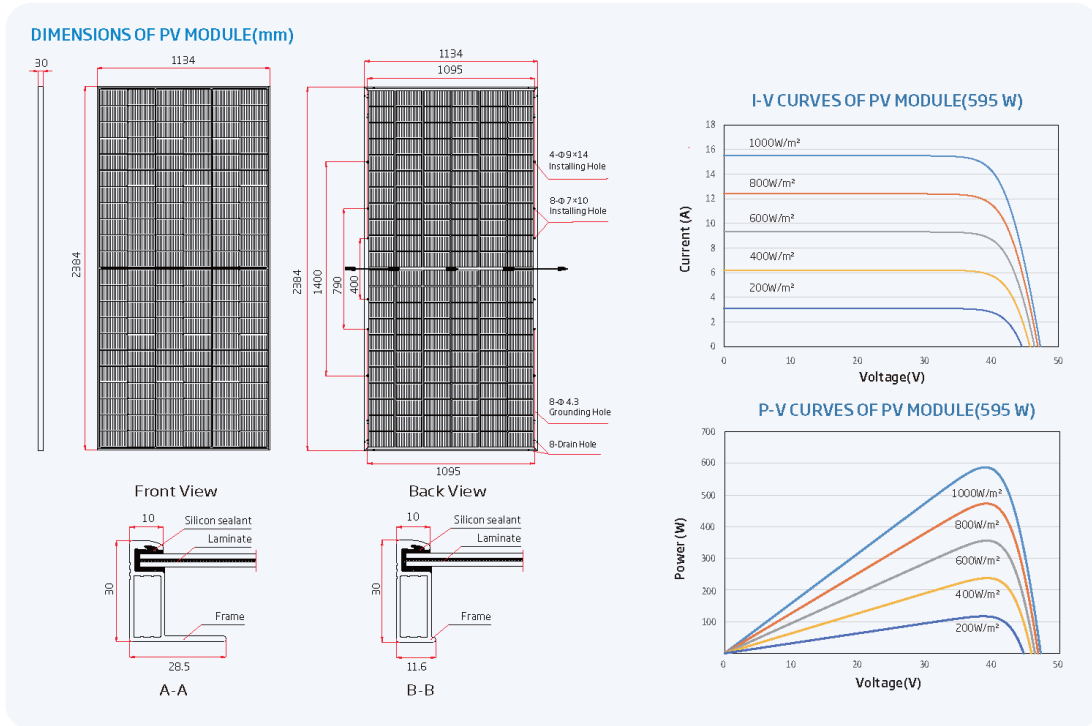 DIMENSIONS OF PV MODULE(mm)
30
1134
2384
Front View
1134
1095
2384
1400
790
400
4-Φ9×14
Installing Hole
8-Φ7×10
Installing Hole
8-Φ4.3
Grounding Hole
8-Drain Hole
1095
Back View
10
Silicon sealant
Laminate
30
Frame
28.5
A-A
10
Silicon sealant
Laminate
30
Frame
11.6
B-B
I-V CURVES OF PV MODULE(595 W)
18
16
14
12
10
8
6
4
2
0
Current (A)
1000W/m²
800W/m²
600W/m²
400W/m²
200W/m²
0 10 20 30 40 50
Voltage(V)
P-V CURVES OF PV MODULE(595 W)
700
600
500
400
300
200
100
Power (W)
1000W/m²
800W/m²
600W/m²
400W/m²
200W/m²
0 10 20 30 40 50
Voltage(V)